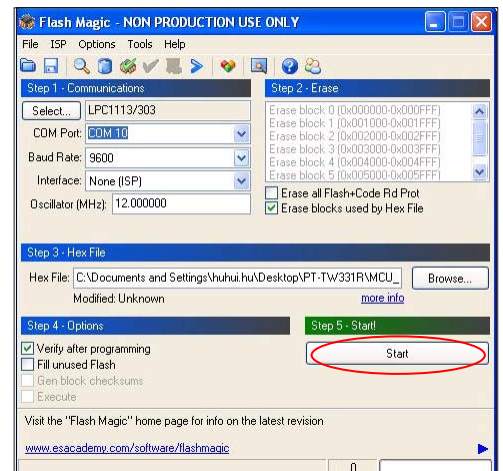 Flash Magic - NON PRODUCTION USE ONLY
File ISP Options Tools Help
Step 1 - Communications
Select... LPC1113/303
COM Port: COM 10
Baud Rate: 9600
Interface: None (ISP)
Oscillator (MHz): 12.000000
Step 2 - Erase
Erase block 0 (0x000000-0x000FFF)
Erase block 1 (0x001000-0x001FFF)
Erase block 2 (0x002000-0x002FFF)
Erase block 3 (0x003000-0x003FFF)
Erase block 4 (0x004000-0x004FFF)
Erase block 5 (0x005000-0x005FFF)
Erase all Flash+Code Rd Prot
Erase blocks used by Hex File
Step 3 - Hex File
Hex File: C:\Documents and Settings\huhui.hu\Desktop\PT-TW331R\MCU_ Browse...
Modified: Unknown more info
Step 4 - Options
Verify after programming
Fill unused Flash
Gen block checksums
Execute
Step 5 - Start!
Start
Visit the "Flash Magic" home page for info on the latest revision
www.esacademy.com/software/flashmagic
0